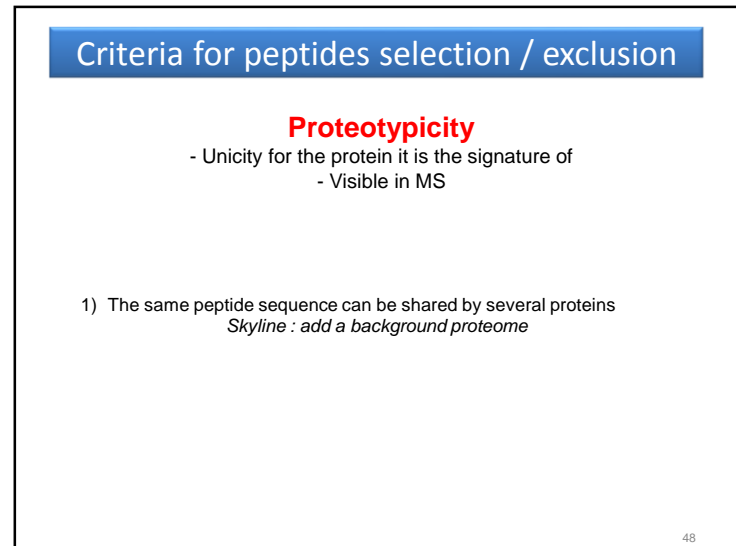 Criteria for peptides selection / exclusion
Proteotypicity
- Unicity for the protein it is the signature of
- Visible in MS
1) The same peptide sequence can be shared by several proteins
Skyline : add a background proteome
48